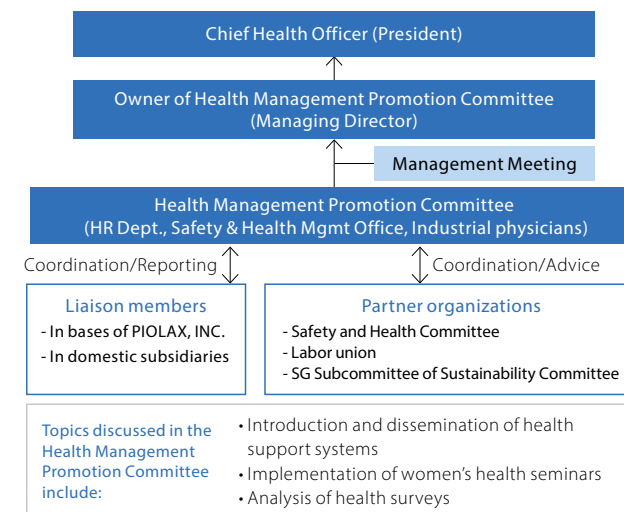 Chief Health Officer (President)
Owner of Health Management Promotion Committee
(Managing Director)
Management Meeting
Health Management Promotion Committee
(HR Dept., Safety & Health Mgmt Office, Industrial physicians)
Coordination/Reporting
Coordination/Advice
Liaison members
- In bases of PIOLAX, INC.
- In domestic subsidiaries
Partner organizations
- Safety and Health Committee
- Labor union
- SG Subcommittee of Sustainability Committee
Topics discussed in the
Health Management
Promotion Committee
include:
• Introduction and dissemination of health
support systems
• Implementation of women’s health seminars
• Analysis of health surveys